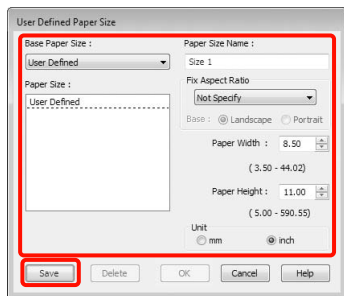 User Defined Paper Size
Base Paper Size :
User Defined
Paper Size :
User Defined
Paper Size Name :
Size 1
Fix Aspect Ratio
Not Specify
Base : Landscape Portrait
Paper Width : 8.50
( 3.50 - 44.02)
Paper Height : 11.00
( 5.00 - 590.55)
Unit
mm inch
Save Delete OK Cancel Help